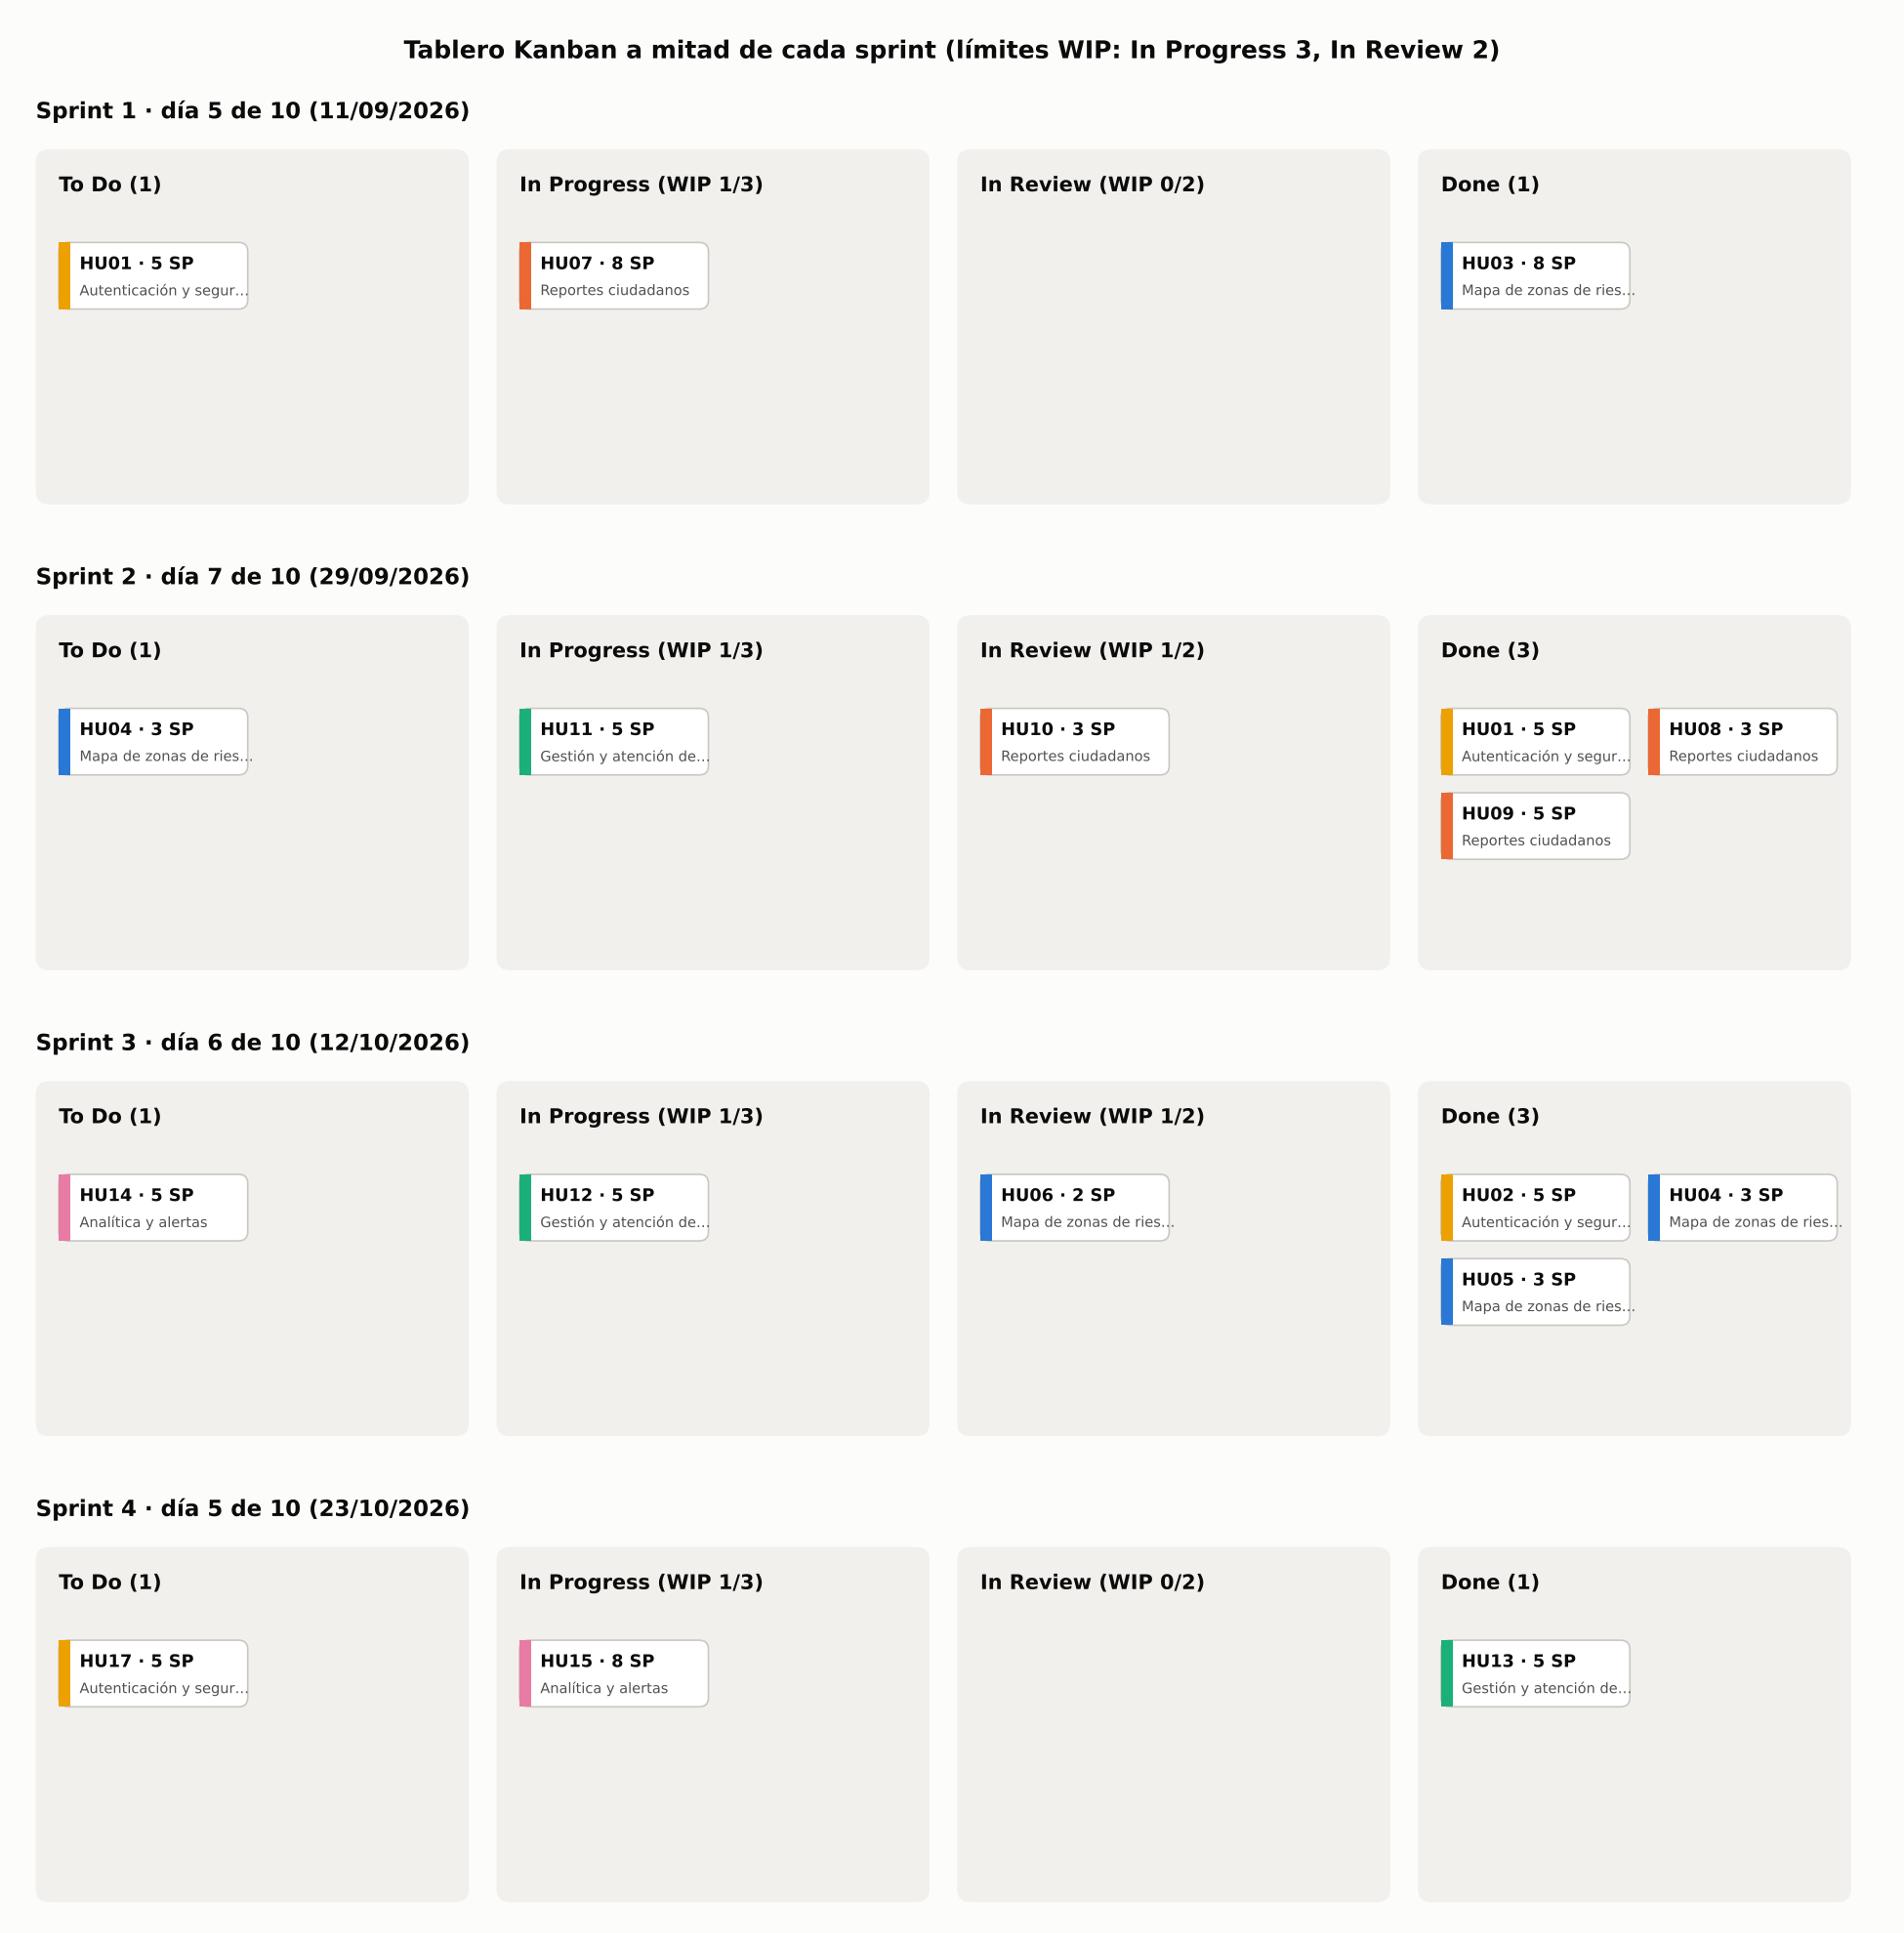 Tablero Kanban a mitad de cada sprint (límites WIP: In Progress 3, In Review 2)
Sprint 1 · día 5 de 10 (11/09/2026)
To Do (1)
HU01 · 5 SP
Autenticación y segur...
In Progress (WIP 1/3)
HU07 · 8 SP
Reportes ciudadanos
In Review (WIP 0/2)
Done (1)
HU03 · 8 SP
Mapa de zonas de ries...
Sprint 2 · día 7 de 10 (29/09/2026)
To Do (1)
HU04 · 3 SP
Mapa de zonas de ries...
In Progress (WIP 1/3)
HU11 · 5 SP
Gestión y atención de...
In Review (WIP 1/2)
HU10 · 3 SP
Reportes ciudadanos
Done (3)
HU01 · 5 SP
Autenticación y segur...
HU08 · 3 SP
Reportes ciudadanos
HU09 · 5 SP
Reportes ciudadanos
Sprint 3 · día 6 de 10 (12/10/2026)
To Do (1)
HU14 · 5 SP
Analítica y alertas
In Progress (WIP 1/3)
HU12 · 5 SP
Gestión y atención de...
In Review (WIP 1/2)
HU06 · 2 SP
Mapa de zonas de ries...
Done (3)
HU02 · 5 SP
Autenticación y segur...
HU04 · 3 SP
Mapa de zonas de ries...
HU05 · 3 SP
Mapa de zonas de ries...
Sprint 4 · día 5 de 10 (23/10/2026)
To Do (1)
HU17 · 5 SP
Autenticación y segur...
In Progress (WIP 1/3)
HU15 · 8 SP
Analítica y alertas
In Review (WIP 0/2)
Done (1)
HU13 · 5 SP
Gestión y atención de...